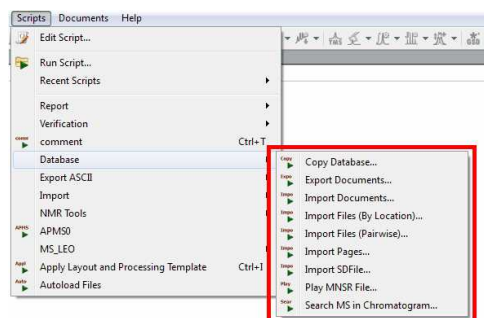 Scripts Documents Help
Edit Script...
Run Script...
Recent Scripts
Report
Verification
comment Ctrl+T
Database
Export ASCII
Import
NMR Tools
APMS0
MS_LEO
Apply Layout and Processing Template Ctrl+I
Autoload Files
Copy Database...
Export Documents...
Import Documents...
Import Files (By Location)...
Import Files (Pairwise)...
Import Pages...
Import SDFile...
Play MNSR File...
Search MS in Chromatogram...